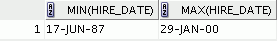 MIN(HIRE_DATE) MAX(HIRE_DATE)
1 17-JUN-87 29-JAN-00